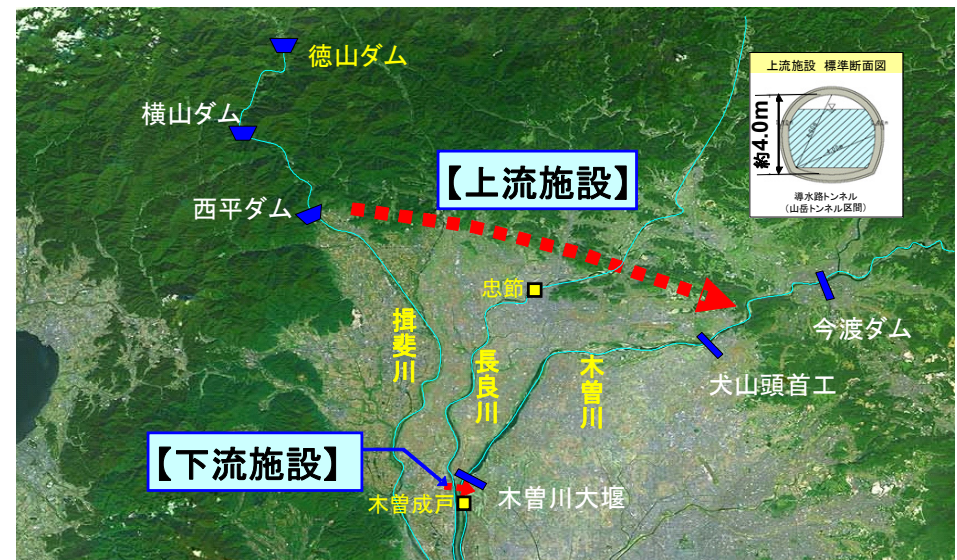 徳山ダム
横山ダム
西平ダム
【上流施設】
上流施設 標準断面図
約4.0m
導水路トンネル
(山岳トンネル区間)
忠節
今渡ダム
揖斐川
長良川
木曽川
犬山頭首工
【下流施設】
木曽成戸
木曽川大堰